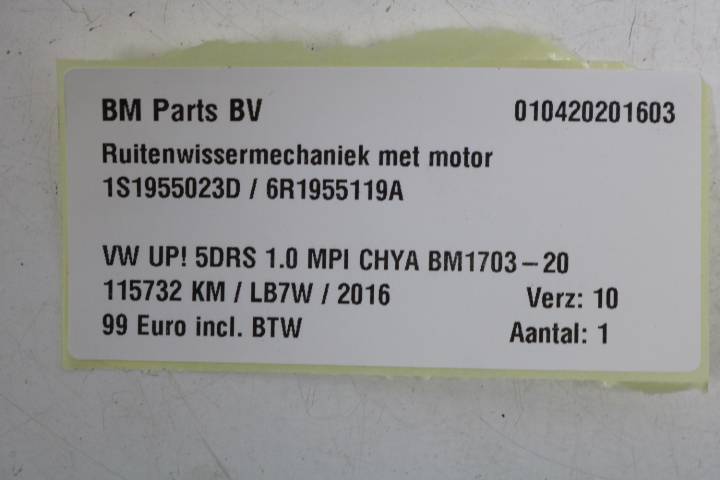 BM Parts BV 010420201603
Ruitenwissermechaniek met motor
1S1955023D / 6R1955119A
VW UP! 5DRS 1.0 MPI CHYA BM1703-20
115732 KM / LB7W / 2016 Verz: 10
99 Euro incl. BTW Aantal: 1